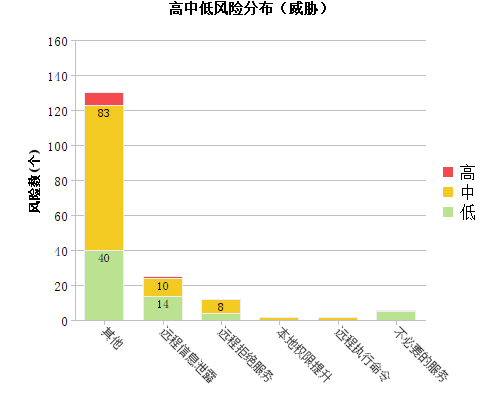 高中低风险分布（威胁）
风险数(个)
160
140
120
100
80
60
40
20
0
83
40
10
14
8
其他
远程信息泄露
远程拒绝服务
本地权限提升
远程执行命令
不必要的服务
高
中
低